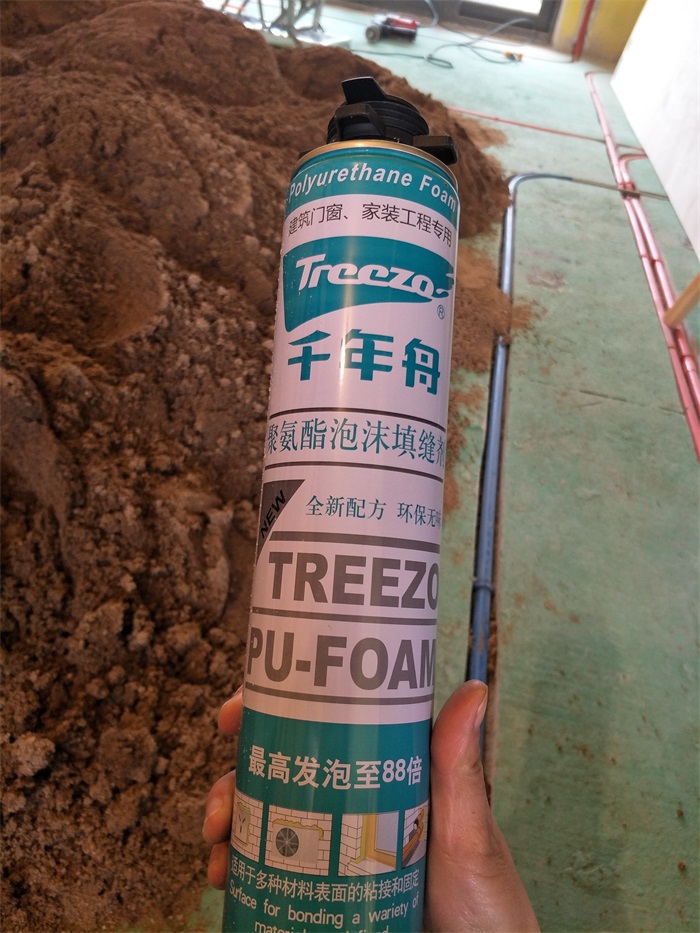 Polyurethane Foam
建筑门窗、家装工程专用
Treezo
®
千年舟
聚氨酯泡沫填缝剂
NEW
全新配方 环保无味
TREEZO
PU-FOAM
最高发泡至88倍
适用于多种材料表面的粘接和固定
Surface for bonding a variety of